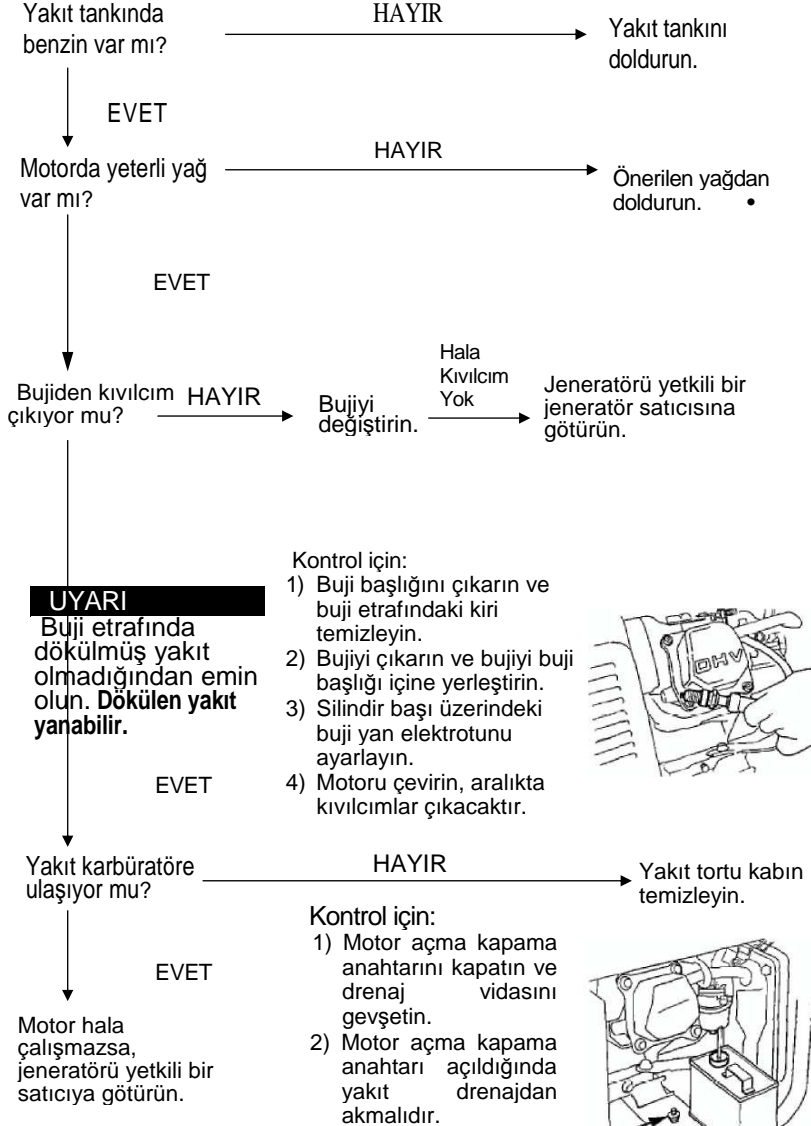 Yakıt tankında
benzin var mı?
HAYIR
Yakıt tankını
doldurun.
EVET
Motorda yeterli yağ
var mı?
HAYIR
Önerilen yağdan
doldurun. •
EVET
Bujiden kıvılcım
çıkıyor mu?
HAYIR
Bujiyi
değiştirin.
Hala
Kıvılcım
Yok
Jeneratörü yetkili bir
jeneratör satıcısına
götürün.
UYARI
Buji etrafında
dökülmüş yakıt
olmadığından emin
olun. Dökülen yakıt
yanabilir.
Kontrol için:
1) Buji başlığını çıkarın ve
buji etrafındaki kiri
temizleyin.
2) Bujiyi çıkarın ve bujiyi buji
başlığı içine yerleştirin.
3) Silindir başı üzerindeki
buji yan elektrotunu
ayarlayın.
4) Motoru çevirin, aralıkta
kıvılcımlar çıkacaktır.
OHV
EVET
Yakıt karbüratöre
ulaşıyor mu?
HAYIR
Yakıt tortu kabın
temizleyin.
EVET
Kontrol için:
1) Motor açma kapama
anahtarını kapatın ve
drenaj vidasını
gevşetin.
2) Motor açma kapama
anahtarı açıldığında
yakıt drenajdan
akmalıdır.
Motor hala
çalışmazsa,
jeneratörü yetkili bir
satıcıya götürün.